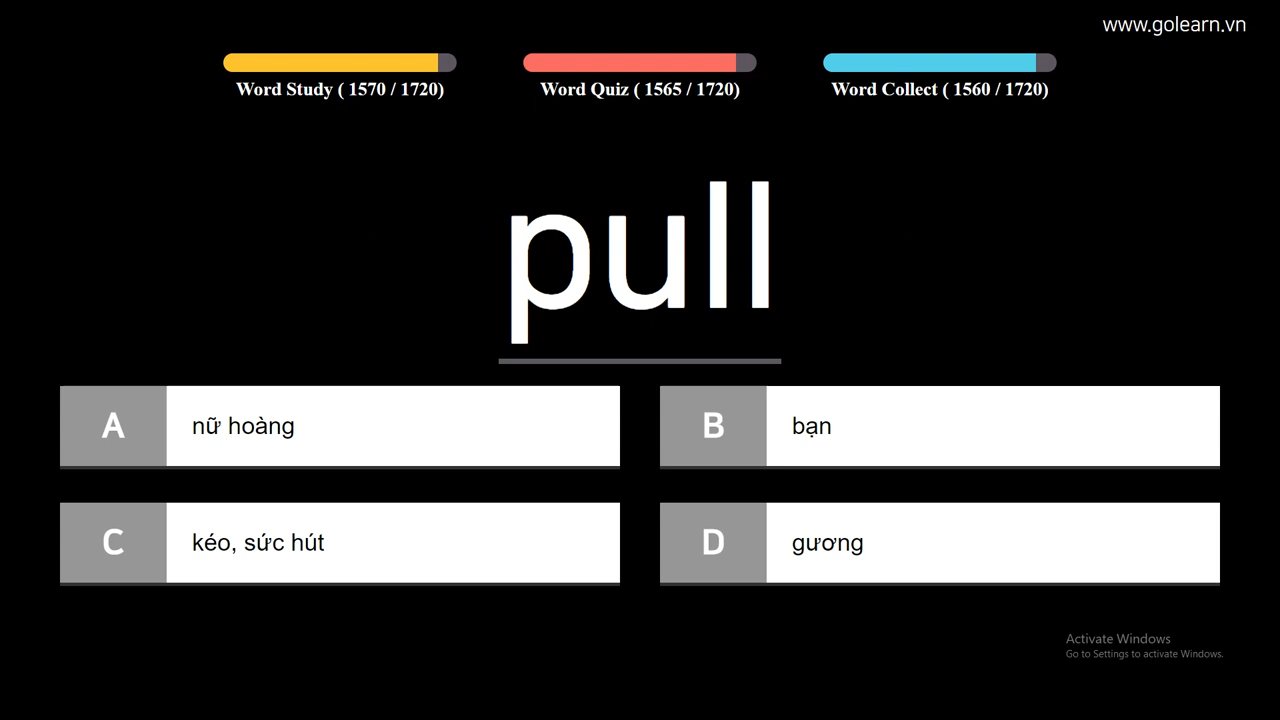 www.golearn.vn
Word Study ( 1570 / 1720)
Word Quiz ( 1565 / 1720)
Word Collect ( 1560 / 1720)
pull
A nữ hoàng
B bạn
C kéo, sức hút
D gương
Activate Windows
Go to Settings to activate Windows.